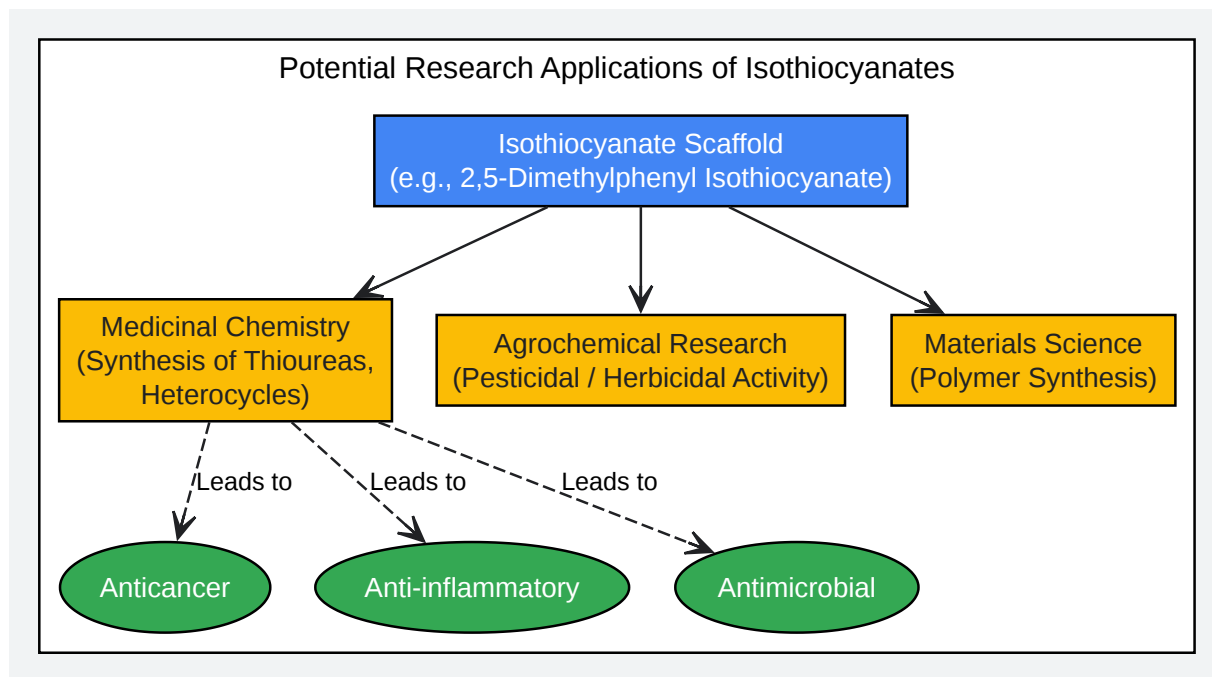 Potential Research Applications of Isothiocyanates
Isothiocyanate Scaffold
(e.g., 2,5-Dimethylphenyl Isothiocyanate)
Medicinal Chemistry
(Synthesis of Thioureas,
Heterocycles)
Agrochemical Research
(Pesticidal / Herbicidal Activity)
Materials Science
(Polymer Synthesis)
Leads to
Leads to
Leads to
Anticancer
Anti-inflammatory
Antimicrobial